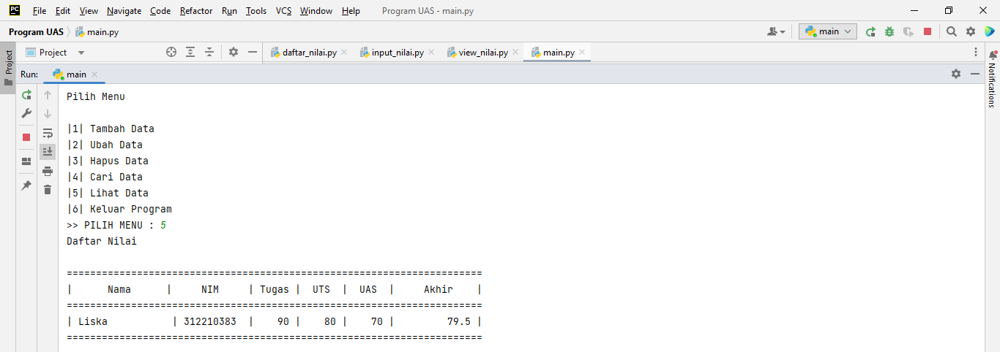 PC File Edit View Navigate Code Refactor Run Tools VCS Window Help Program UAS - main.py
Program UAS main.py main
Project daftar_nilai.py input_nilai.py view_nilai.py main.py
Project
Notifications
Run: main
Pilih Menu
|1| Tambah Data
|2| Ubah Data
|3| Hapus Data
|4| Cari Data
|5| Lihat Data
|6| Keluar Program
>> PILIH MENU : 5
Daftar Nilai
=======================================================================
| Nama | NIM | Tugas | UTS | UAS | Akhir |
=======================================================================
| Liska | 312210383 | 90 | 80 | 70 | 79.5 |
=======================================================================